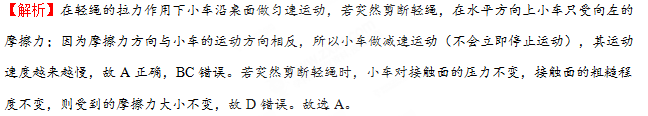 【解析】在轻绳的拉力作用下小车沿桌面做匀速运动，若突然剪断轻绳，在水平方向上小车只受向左的
摩擦力；因为摩擦力方向与小车的运动方向相反，所以小车做减速运动（不会立即停止运动），其运动
速度越来越慢，故 A 正确，BC 错误。若突然剪断轻绳时，小车对接触面的压力不变，接触面的粗糙程
度不变，则受到的摩擦力大小不变，故 D 错误。故选 A。